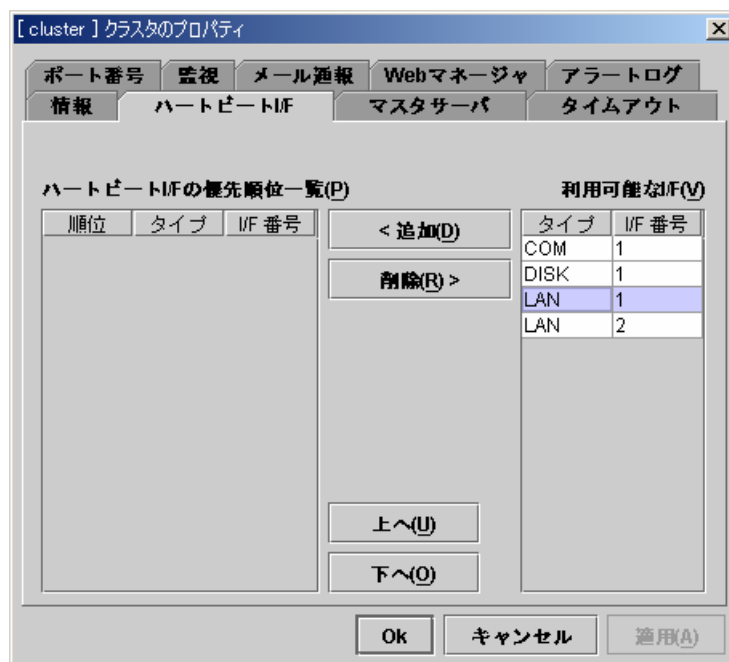 [ cluster ] クラスタのプロパティ
ポート番号 監視 メール通報 Webマネージャ アラートログ
情報 ハートビートI/F マスタサーバ タイムアウト
ハートビートI/Fの優先順位一覧(P) 利用可能なI/F(V)
順位 タイプ I/F 番号 < 追加(D) タイプ I/F 番号
COM 1
削除(R) > DISK 1
LAN 1
LAN 2
上へ(U)
下へ(O)
Ok キャンセル 適用(A)